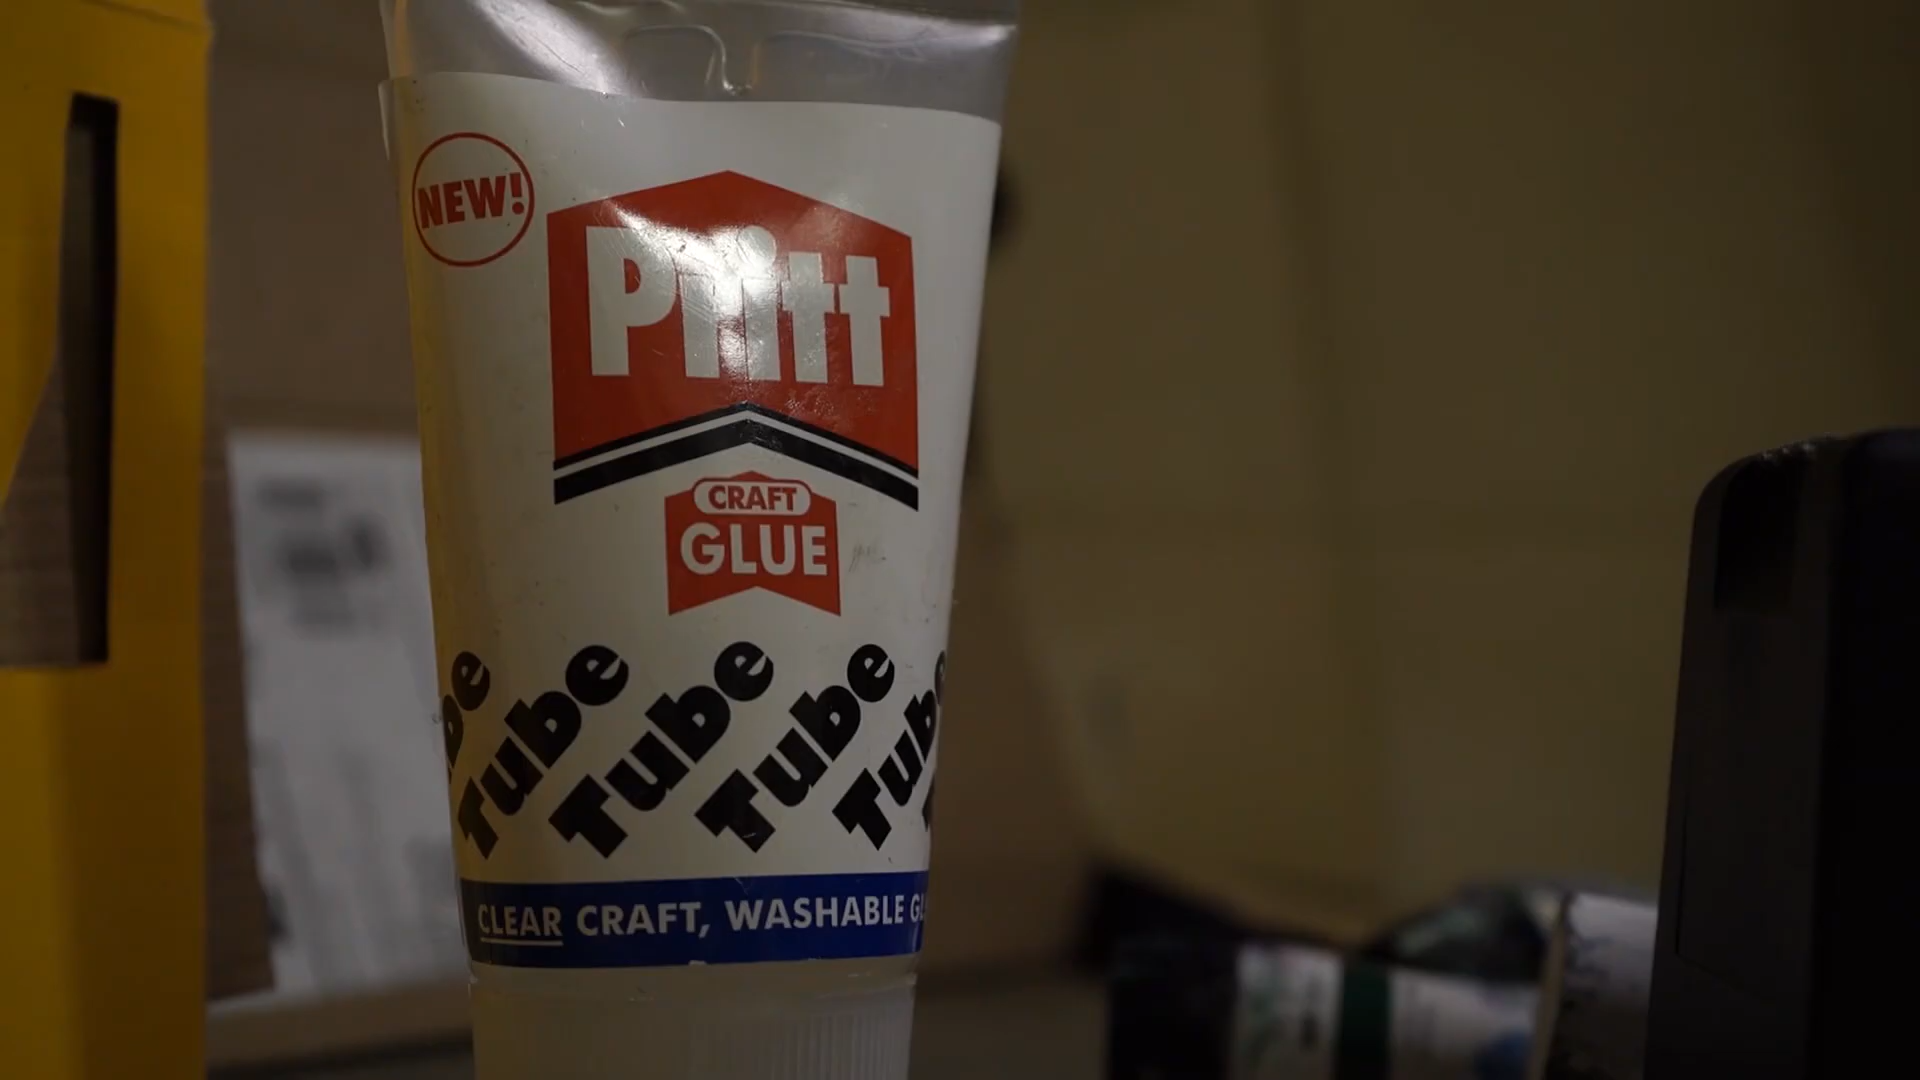 NEW!
Pritt
CRAFT
GLUE
Tube Tube Tube
CLEAR CRAFT, WASHABLE